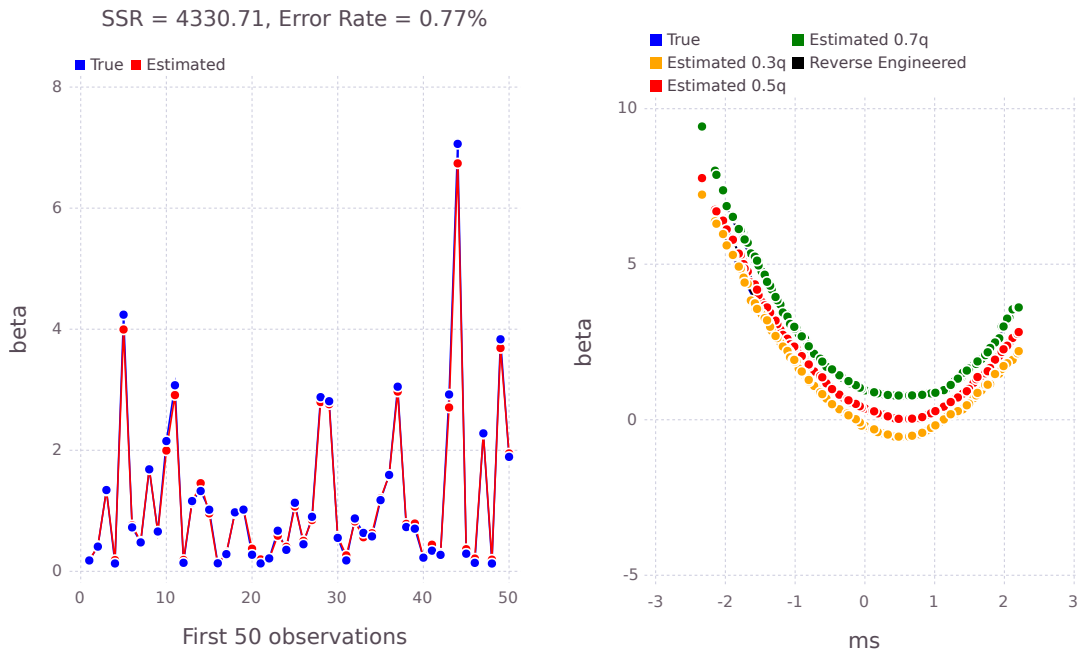 SSR = 4330.71, Error Rate = 0.77%
True Estimated
8
6
4
2
0
0 10 20 30 40 50
beta
First 50 observations
True Estimated 0.7q
Estimated 0.3q Reverse Engineered
Estimated 0.5q
10
5
0
-5
-3 -2 -1 0 1 2 3
beta
ms